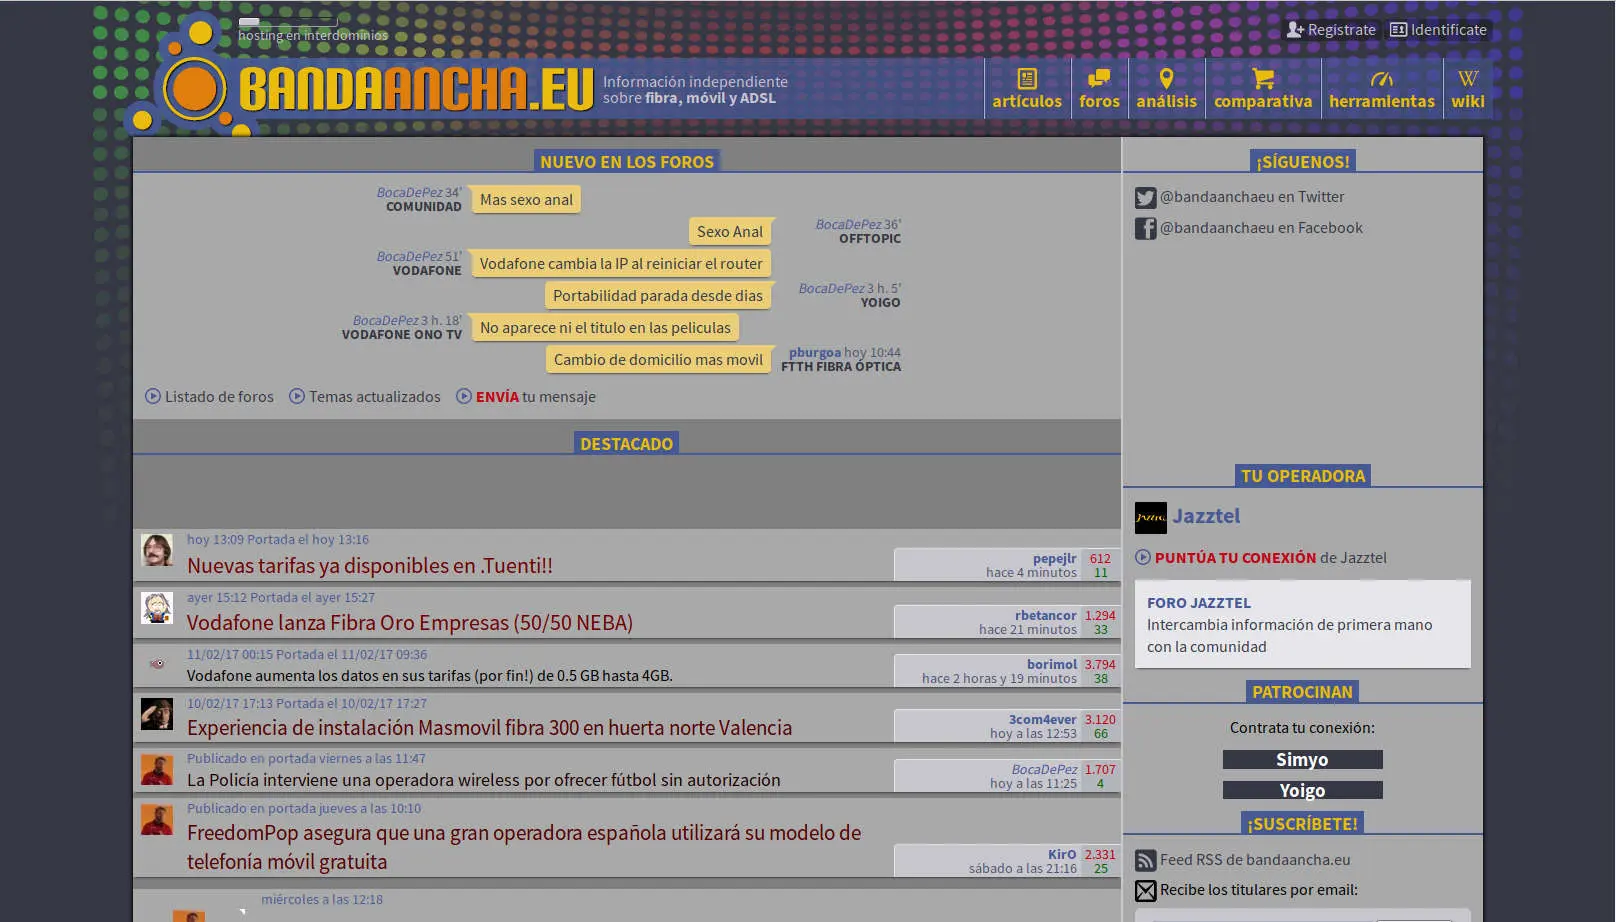 hosting en interdominios
Regístrate
Identifícate
BANDAANCHA.EU
Información independiente
sobre fibra, móvil y ADSL
artículos
foros
análisis
comparativa
herramientas
wiki
NUEVO EN LOS FOROS
BocaDePez 34'
COMUNIDAD
Mas sexo anal
Sexo Anal
BocaDePez 36'
OFFTOPIC
BocaDePez 51'
VODAFONE
Vodafone cambia la IP al reiniciar el router
Portabilidad parada desde dias
BocaDePez 3 h. 5'
YOIGO
BocaDePez 3 h. 18'
VODAFONE ONO TV
No aparece ni el titulo en las peliculas
Cambio de domicilio mas movil
pburgoa hoy 10:44
FTTH FIBRA ÓPTICA
Listado de foros
Temas actualizados
ENVÍA tu mensaje
DESTACADO
hoy 13:09 Portada el hoy 13:16
Nuevas tarifas ya disponibles en .Tuenti!!
pepejlr 612
hace 4 minutos 11
ayer 15:12 Portada el ayer 15:27
Vodafone lanza Fibra Oro Empresas (50/50 NEBA)
rbetancor 1.294
hace 21 minutos 33
11/02/17 00:15 Portada el 11/02/17 09:36
Vodafone aumenta los datos en sus tarifas (por fin!) de 0.5 GB hasta 4GB.
borimol 3.794
hace 2 horas y 19 minutos 38
10/02/17 17:13 Portada el 10/02/17 17:27
Experiencia de instalación Masmovil fibra 300 en huerta norte Valencia
3com4ever 3.120
hoy a las 12:53 66
Publicado en portada viernes a las 11:47
La Policía interviene una operadora wireless por ofrecer fútbol sin autorización
BocaDePez 1.707
hoy a las 11:25 4
Publicado en portada jueves a las 10:10
FreedomPop asegura que una gran operadora española utilizará su modelo de
telefonía móvil gratuita
KirO 2.331
sábado a las 21:16 25
miércoles a las 12:18
¡SÍGUENOS!
@bandaanchaeu en Twitter
@bandaanchaeu en Facebook
TU OPERADORA
Jazztel
PUNTÚA TU CONEXIÓN de Jazztel
FORO JAZZTEL
Intercambia información de primera mano
con la comunidad
PATROCINAN
Contrata tu conexión:
Simyo
Yoigo
¡SUSCRÍBETE!
Feed RSS de bandaancha.eu
Recibe los titulares por email: